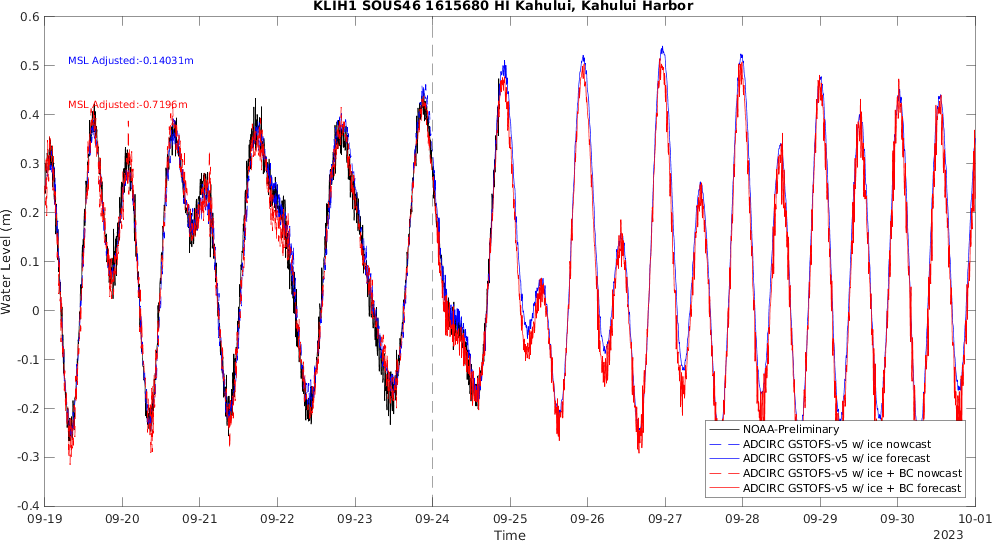 KLIH1 SOUS46 1615680 HI Kahului, Kahului Harbor
0.6
0.5
0.4
0.3
0.2
0.1
0
-0.1
-0.2
-0.3
-0.4
Water Level (m)
MSL Adjusted:-0.14031m
MSL Adjusted:-0.7196m
NOAA-Preliminary
ADCIRC GSTOFS-v5 w/ ice nowcast
ADCIRC GSTOFS-v5 w/ ice forecast
ADCIRC GSTOFS-v5 w/ ice + BC nowcast
ADCIRC GSTOFS-v5 w/ ice + BC forecast
09-19 09-20 09-21 09-22 09-23 09-24 09-25 09-26 09-27 09-28 09-29 09-30 10-01
Time
2023